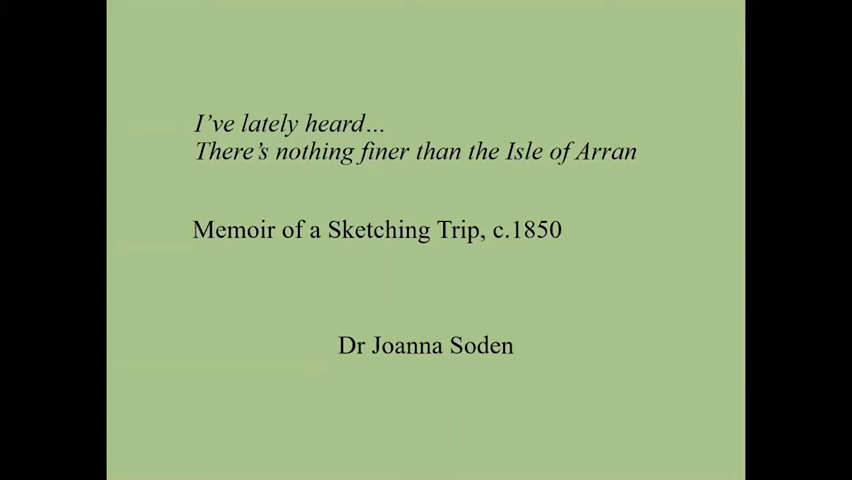 I’ve lately heard…
There’s nothing finer than the Isle of Arran
Memoir of a Sketching Trip, c.1850
Dr Joanna Soden